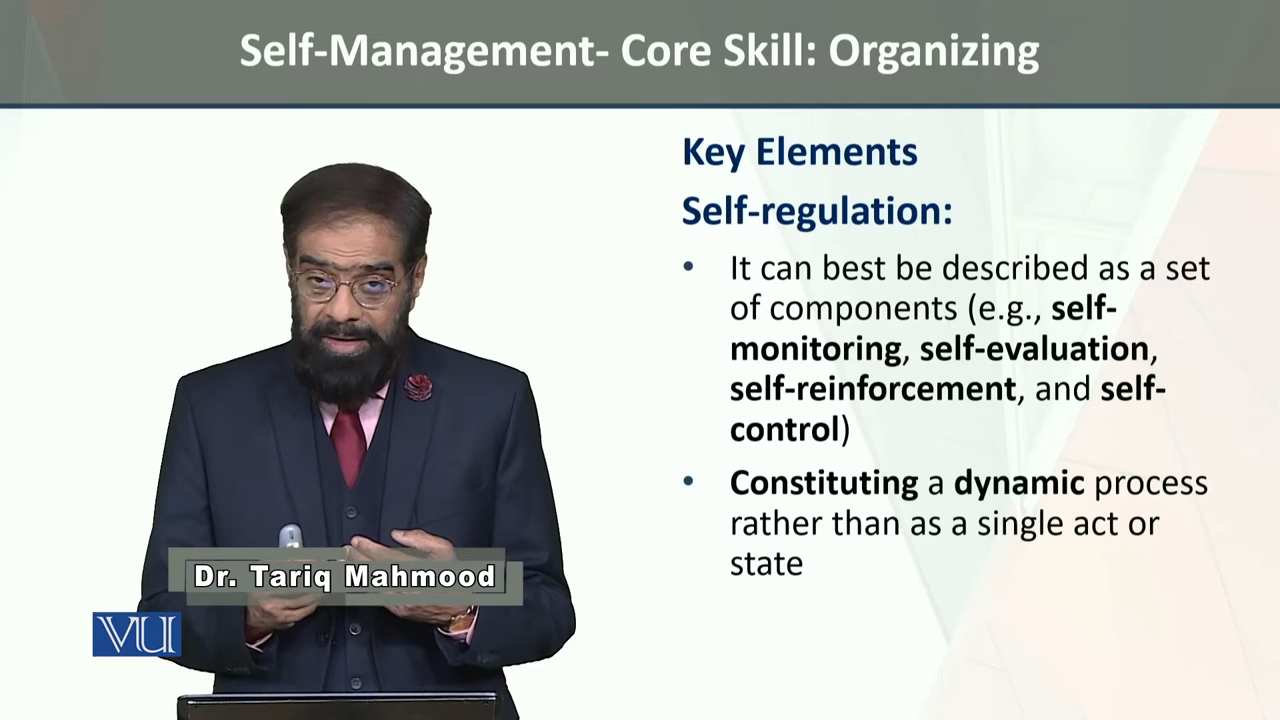 Self-Management- Core Skill: Organizing
Key Elements
Self-regulation:
• It can best be described as a set
of components (e.g., self-
monitoring, self-evaluation,
self-reinforcement, and self-
control)
• Constituting a dynamic process
rather than as a single act or
state
Dr. Tariq Mahmood
VU